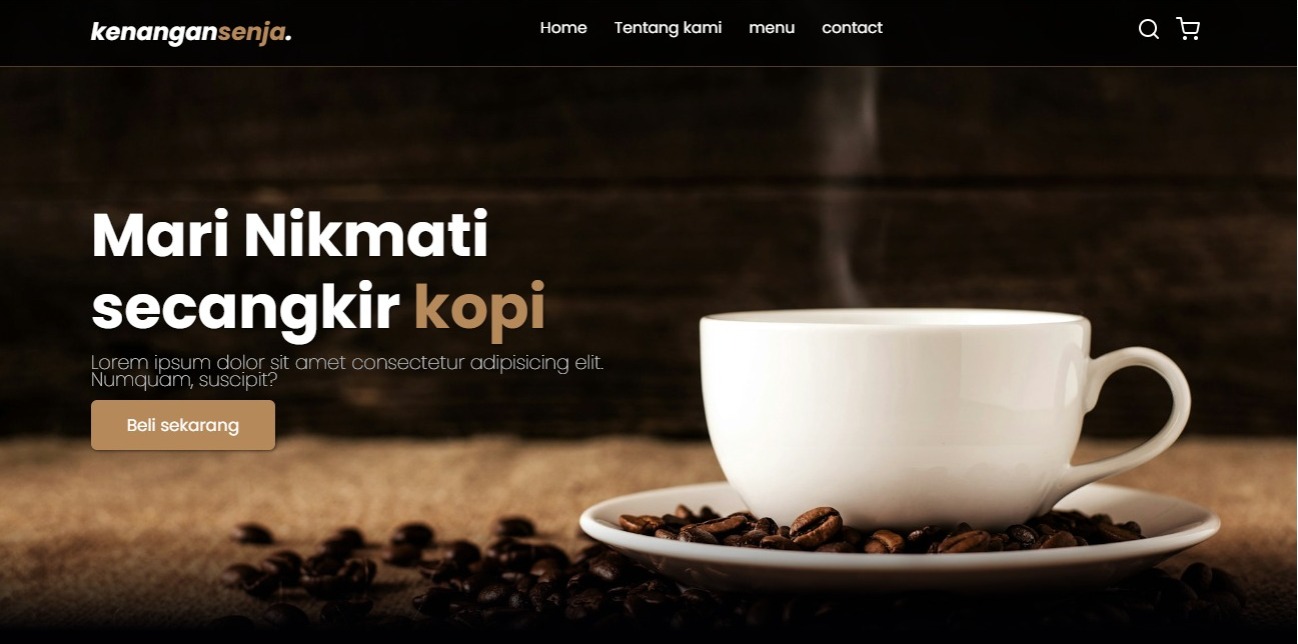 kenangansenja.
Home Tentang kami menu contact
Mari Nikmati
secangkir kopi
Lorem ipsum dolor sit amet consectetur adipisicing elit.
Numquam, suscipit?
Beli sekarang